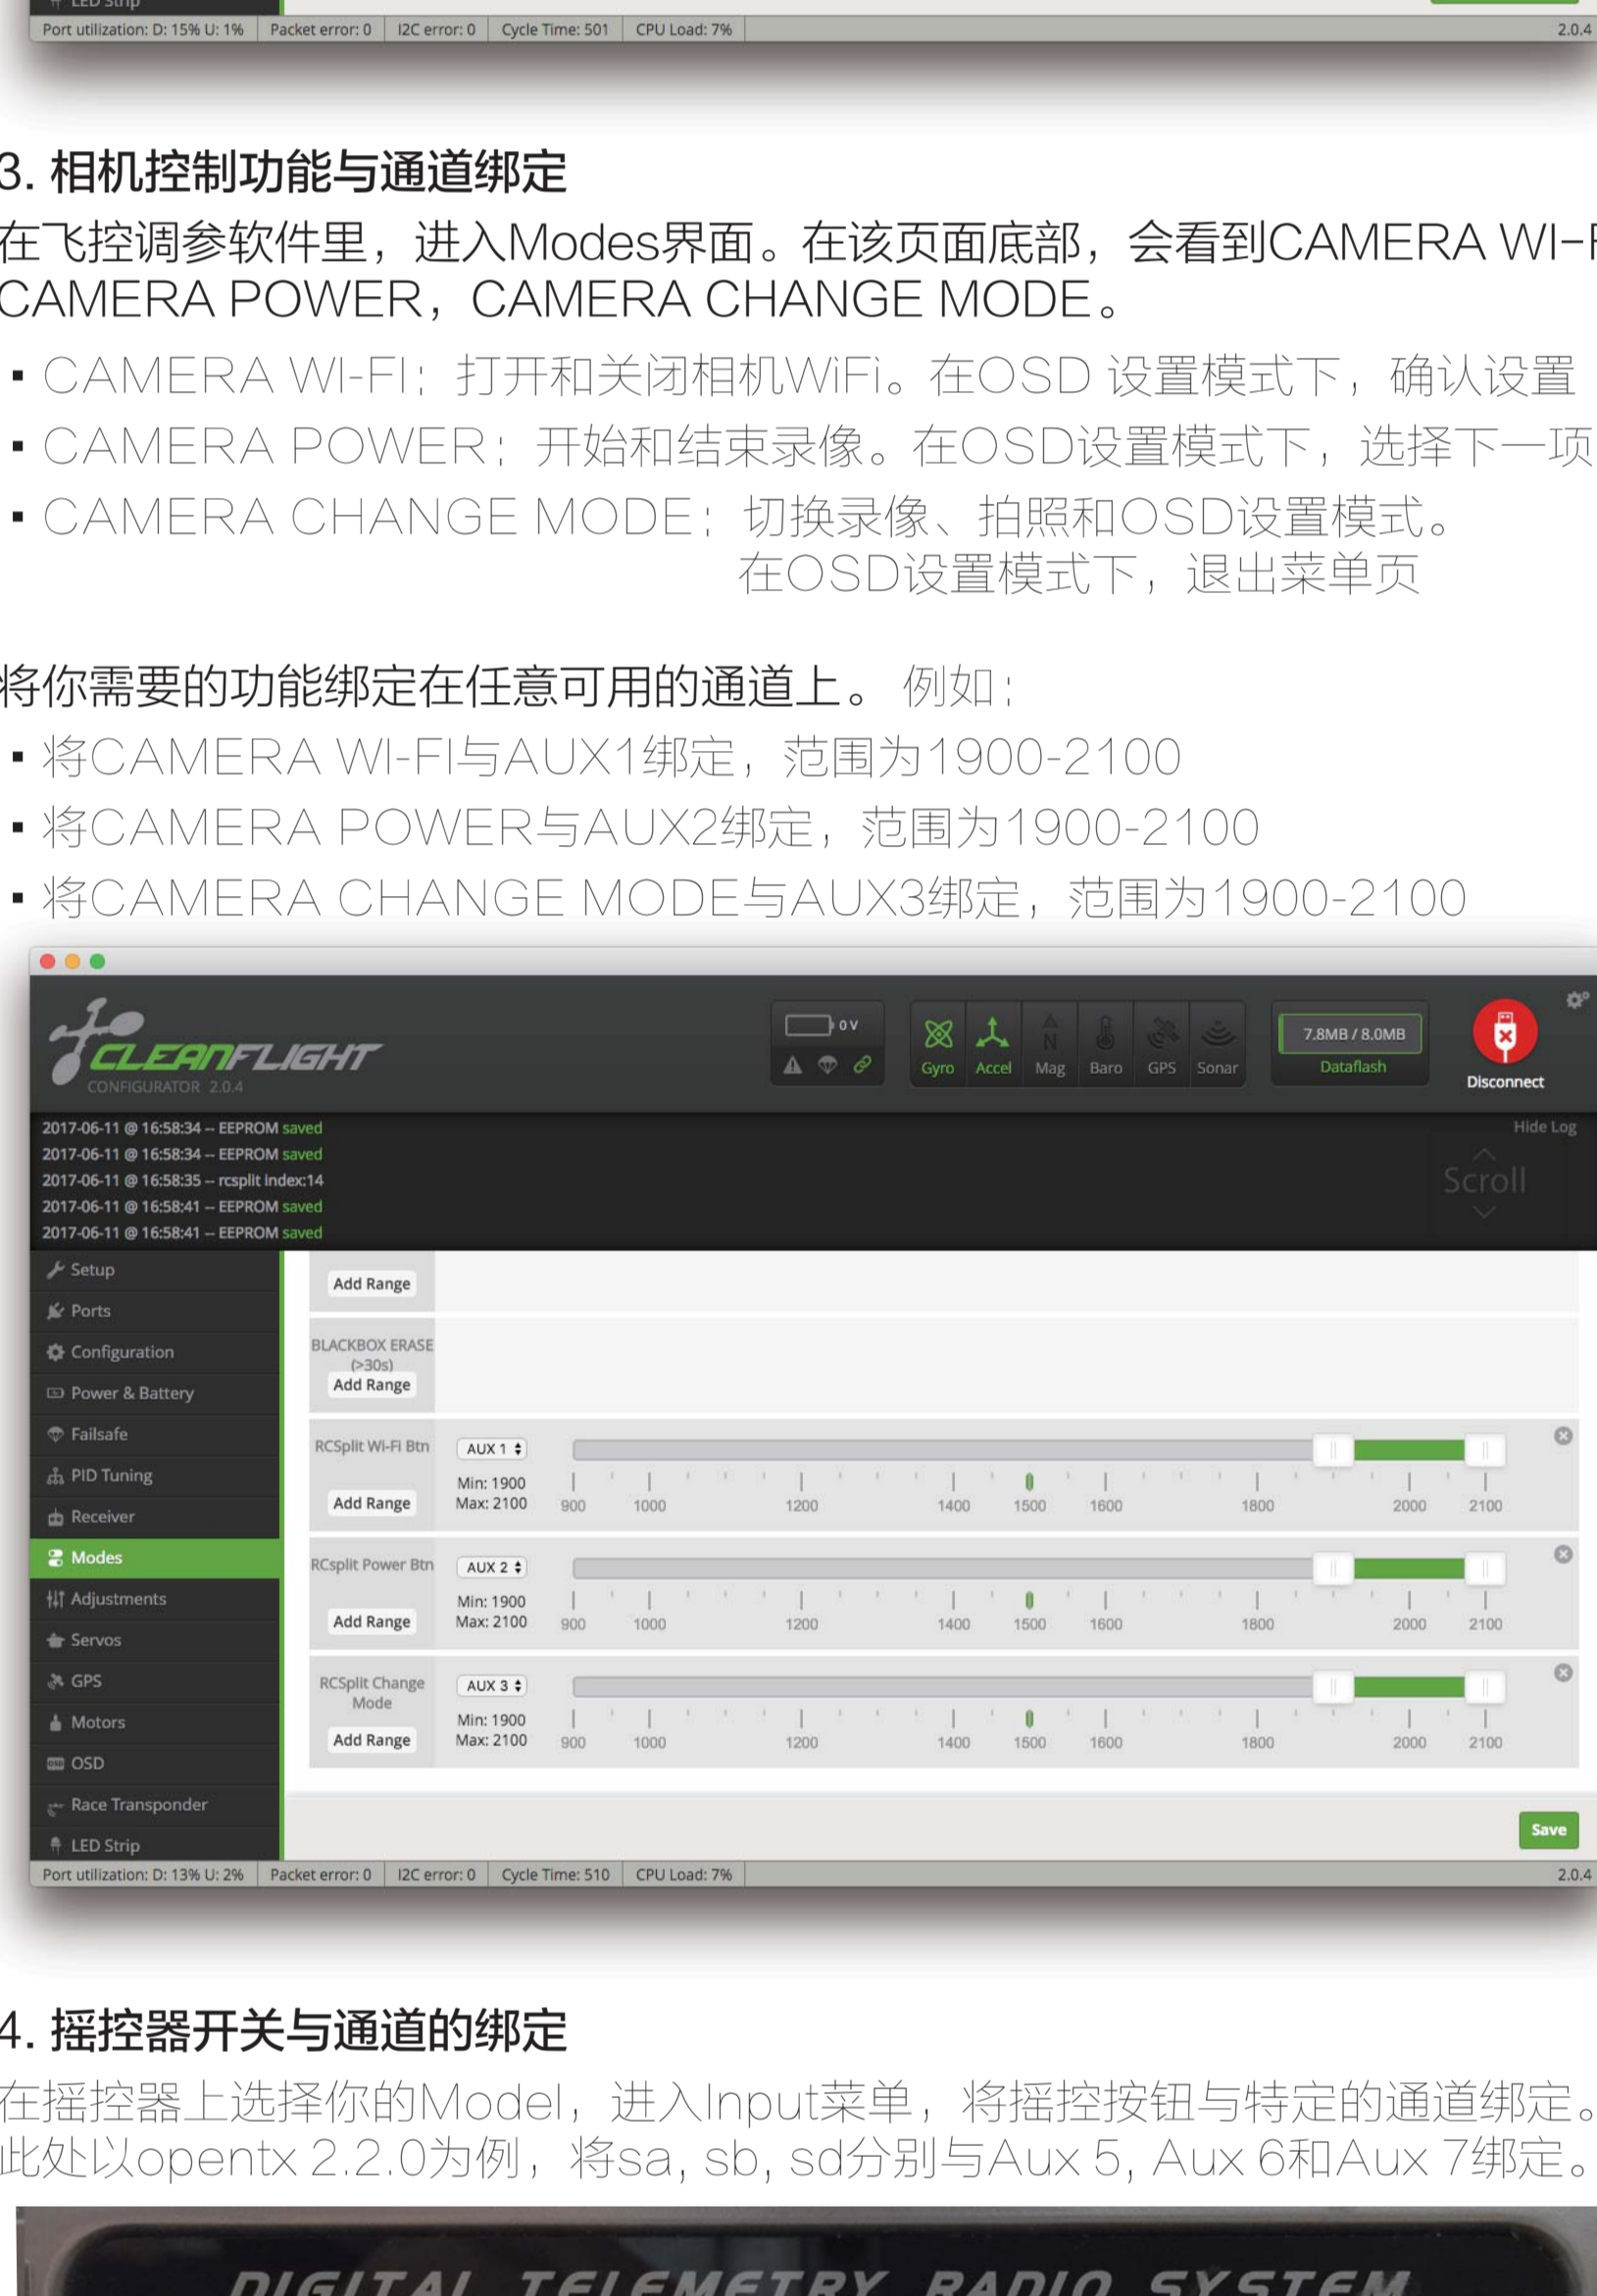 LED Strip
Port utilization: D: 15% U: 1% Packet error: 0 I2C error: 0 Cycle Time: 501 CPU Load: 7% 2.0.4
3. 相机控制功能与通道绑定
在飞控调参软件里，进入Modes界面。在该页面底部，会看到CAMERA WI-F
CAMERA POWER，CAMERA CHANGE MODE。
▪ CAMERA WI-FI：打开和关闭相机WiFi。在OSD 设置模式下，确认设置
▪ CAMERA POWER：开始和结束录像。在OSD设置模式下，选择下一项
▪ CAMERA CHANGE MODE：切换录像、拍照和OSD设置模式。
在OSD设置模式下，退出菜单页
将你需要的功能绑定在任意可用的通道上。 例如：
▪ 将CAMERA WI-FI与AUX1绑定，范围为1900-2100
▪ 将CAMERA POWER与AUX2绑定，范围为1900-2100
▪ 将CAMERA CHANGE MODE与AUX3绑定，范围为1900-2100
CLEANFLIGHT
CONFIGURATOR 2.0.4
0 V
Gyro Accel Mag Baro GPS Sonar
7.8MB / 8.0MB
Dataflash
Disconnect
2017-06-11 @ 16:58:34 -- EEPROM saved
2017-06-11 @ 16:58:34 -- EEPROM saved
2017-06-11 @ 16:58:35 -- rcsplit index:14
2017-06-11 @ 16:58:41 -- EEPROM saved
2017-06-11 @ 16:58:41 -- EEPROM saved
Hide Log
Scroll
Setup
Ports
Configuration
Power & Battery
Failsafe
PID Tuning
Receiver
Modes
Adjustments
Servos
GPS
Motors
OSD
Race Transponder
LED Strip
Add Range
BLACKBOX ERASE
(>30s)
Add Range
RCSplit Wi-Fi Btn
Add Range
AUX 1
Min: 1900
Max: 2100
900 1000 1200 1400 1500 1600 1800 2000 2100
RCsplit Power Btn
Add Range
AUX 2
Min: 1900
Max: 2100
900 1000 1200 1400 1500 1600 1800 2000 2100
RCSplit Change
Mode
Add Range
AUX 3
Min: 1900
Max: 2100
900 1000 1200 1400 1500 1600 1800 2000 2100
Save
Port utilization: D: 13% U: 2% Packet error: 0 I2C error: 0 Cycle Time: 510 CPU Load: 7% 2.0.4
4. 摇控器开关与通道的绑定
在摇控器上选择你的Model，进入Input菜单，将摇控按钮与特定的通道绑定。
此处以opentx 2.2.0为例，将sa, sb, sd分别与Aux 5, Aux 6和Aux 7绑定。
DIGITAL TELEMETRY RADIO SYSTEM